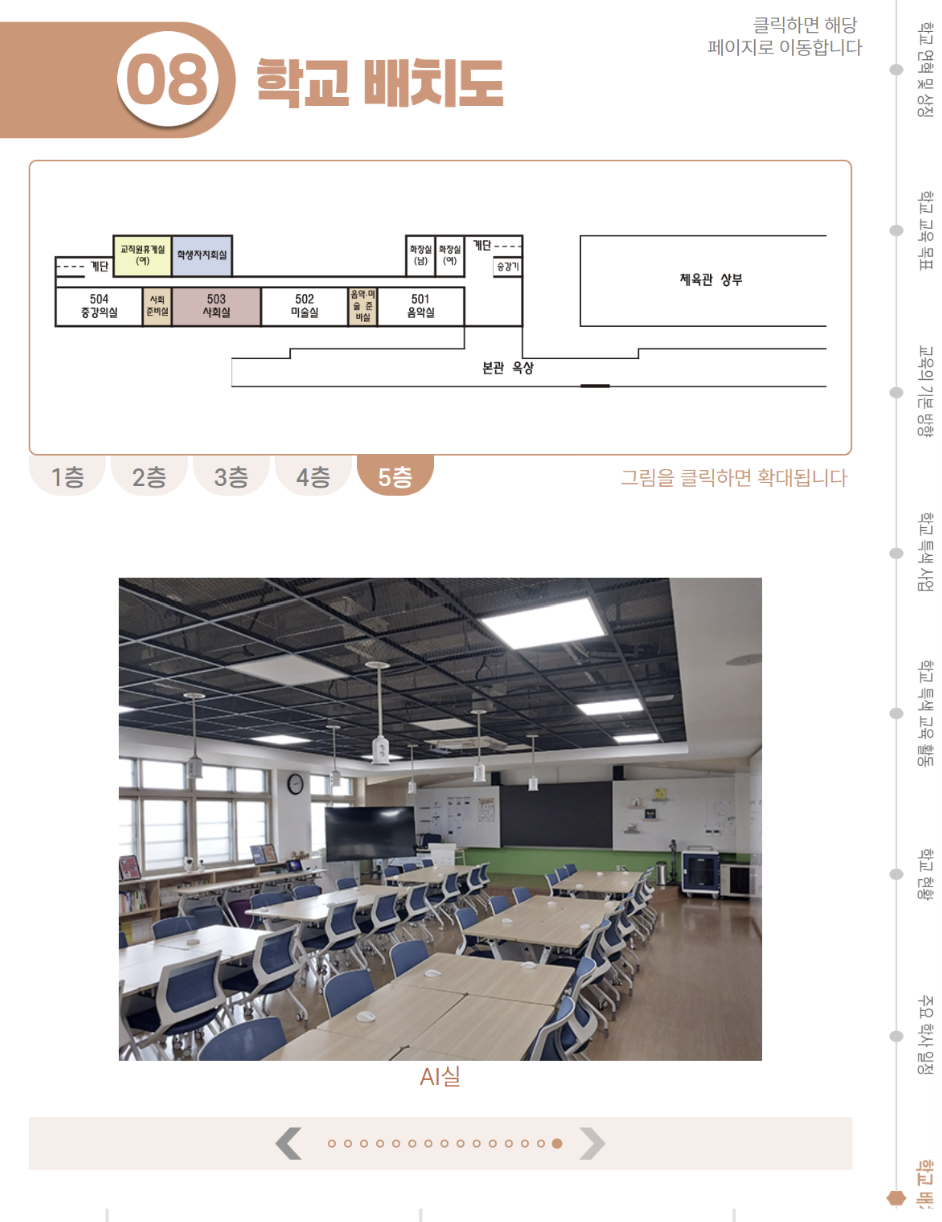 08 학교 배치도
클릭하면 해당
페이지로 이동합니다
교직원휴게실
(여)
학생자치회실
화장실
(남)
화장실
(여)
계단
승강기
계단
504
중강의실
사회
준비실
503
사회실
502
미술실
음악·미
술 준
비실
501
음악실
체육관 상부
본관 옥상
1층
2층
3층
4층
5층
그림을 클릭하면 확대됩니다
AI실
학교 연혁 및 상징
학교 교육 목표
교육의 기본 방향
학교 특색 사업
학교 특색 교육 활동
학교 현황
주요 학사 일정
학교